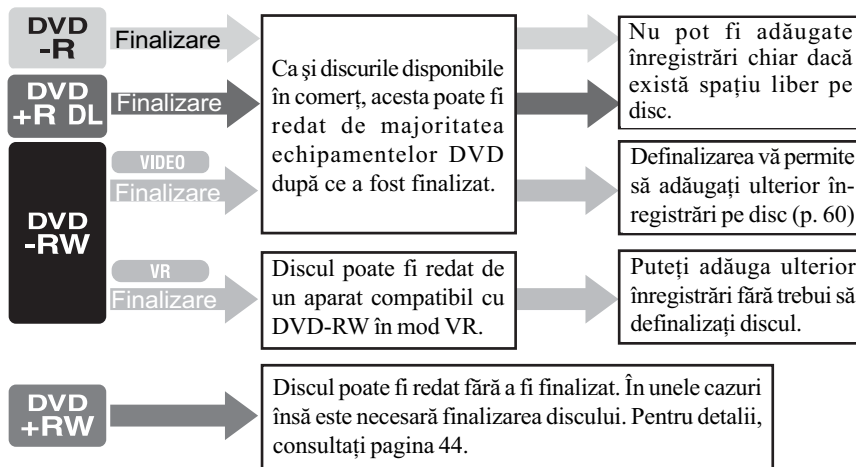 DVD
-R
Finalizare
DVD
+R DL
Finalizare
Ca şi discurile disponibile
în comerţ, acesta poate fi
redat de majoritatea
echipamentelor DVD
după ce a fost finalizat.
Nu pot fi adăugate
înregistrări chiar dacă
există spaţiu liber pe
disc.
DVD
-RW
VIDEO
Finalizare
Definalizarea vă permite
să adăugaţi ulterior în-
registrări pe disc (p. 60)
VR
Finalizare
Discul poate fi redat de
un aparat compatibil cu
DVD-RW în mod VR.
Puteţi adăuga ulterior
înregistrări fără trebui să
definalizaţi discul.
DVD
+RW
Discul poate fi redat fără a fi finalizat. În unele cazuri
însă este necesară finalizarea discului. Pentru detalii,
consultaţi pagina 44.